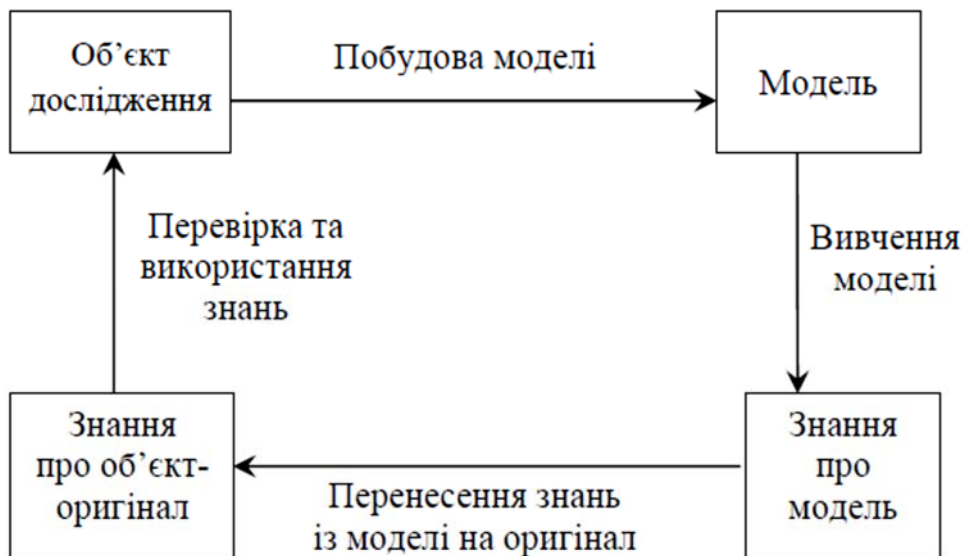 Об’єкт
дослідження
Побудова моделі
Модель
Перевірка та
використання
знань
Вивчення
моделі
Знання
про об’єкт-
оригінал
Перенесення знань
із моделі на оригінал
Знання
про
модель